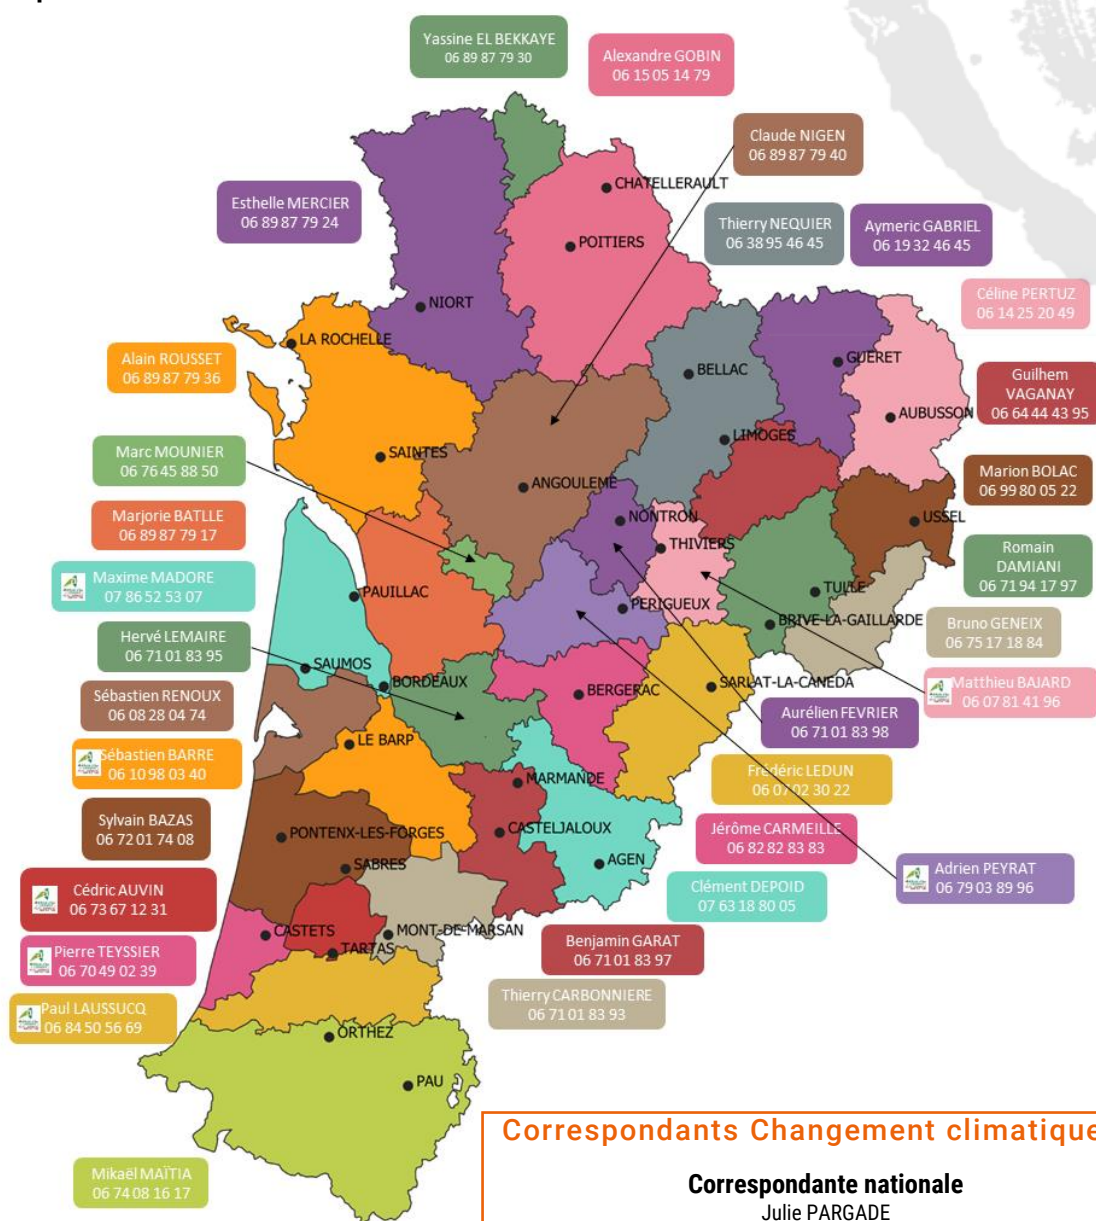 Yassine EL BEKKAYE
06 89 87 79 30
Alexandre GOBIN
06 15 05 14 79
Claude NIGEN
06 89 87 79 40
CHATELLERAULT
Esthelle MERCIER
06 89 87 79 24
Thierry NEQUIER
06 38 95 46 45
Aymeric GABRIEL
06 19 32 46 45
POITIERS
Céline PERTUZ
06 14 25 20 49
NIORT
LA ROCHELLE
Alain ROUSSET
06 89 87 79 36
BELLAC
GUERET
Guilhem
VAGANAY
06 64 44 43 95
AUBUSSON
LIMOGES
Marc MOUNIER
06 76 45 88 50
SAINTES
Marion BOLAC
06 99 80 05 22
ANGOULEME
Marjorie BATLLE
06 89 87 79 17
NONTRON
USSEL
THIVIERS
Romain
DAMIANI
06 71 94 17 97
Maxime MADORE
07 86 52 53 07
PAUILLAC
TULLE
PERIGUEUX
BRIVE-LA-GAILLARDE
Bruno GENEIX
06 75 17 18 84
Hervé LEMAIRE
06 71 01 83 95
SAUMOS
BORDEAUX
BERGERAC
SARLAT-LA-CANEDA
Matthieu BAJARD
06 07 81 41 96
Sébastien RENOUX
06 08 28 04 74
Aurélien FEVRIER
06 71 01 83 98
LE BARP
Sébastien BARRE
06 10 98 03 40
MARMANDE
Frédéric LEDUN
06 07 02 30 22
Sylvain BAZAS
06 72 01 74 08
PONTENX-LES-FORGES
CASTELJALOUX
Jérôme CARMEILLE
06 82 82 83 83
SABRES
AGEN
Adrien PEYRAT
06 79 03 89 96
Cédric AUVIN
06 73 67 12 31
Clément DEPOID
07 63 18 80 05
CASTETS
MONT-DE-MARSAN
TARTAS
Pierre TEYSSIER
06 70 49 02 39
Benjamin GARAT
06 71 01 83 97
Thierry CARBONNIERE
06 71 01 83 93
Paul LAUSSUCQ
06 84 50 56 69
ORTHEZ
PAU
Mikaël MAÏTIA
06 74 08 16 17
Correspondants Changement climatique
Correspondante nationale
Julie PARGADE